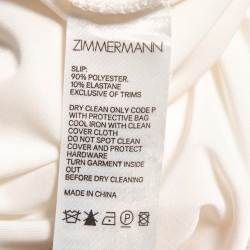 ZIMMERMANN
SLIP:
90% POLYESTER,
10% ELASTANE
EXCLUSIVE OF TRIMS
DRY CLEAN ONLY CODE P
WITH PROTECTIVE BAG
COOL IRON WITH CLEAN
COVER CLOTH
DO NOT SPOT CLEAN
COVER AND PROTECT
HARDWARE
TURN GARMENT INSIDE
OUT
BEFORE DRY CLEANING
MADE IN CHINA
P